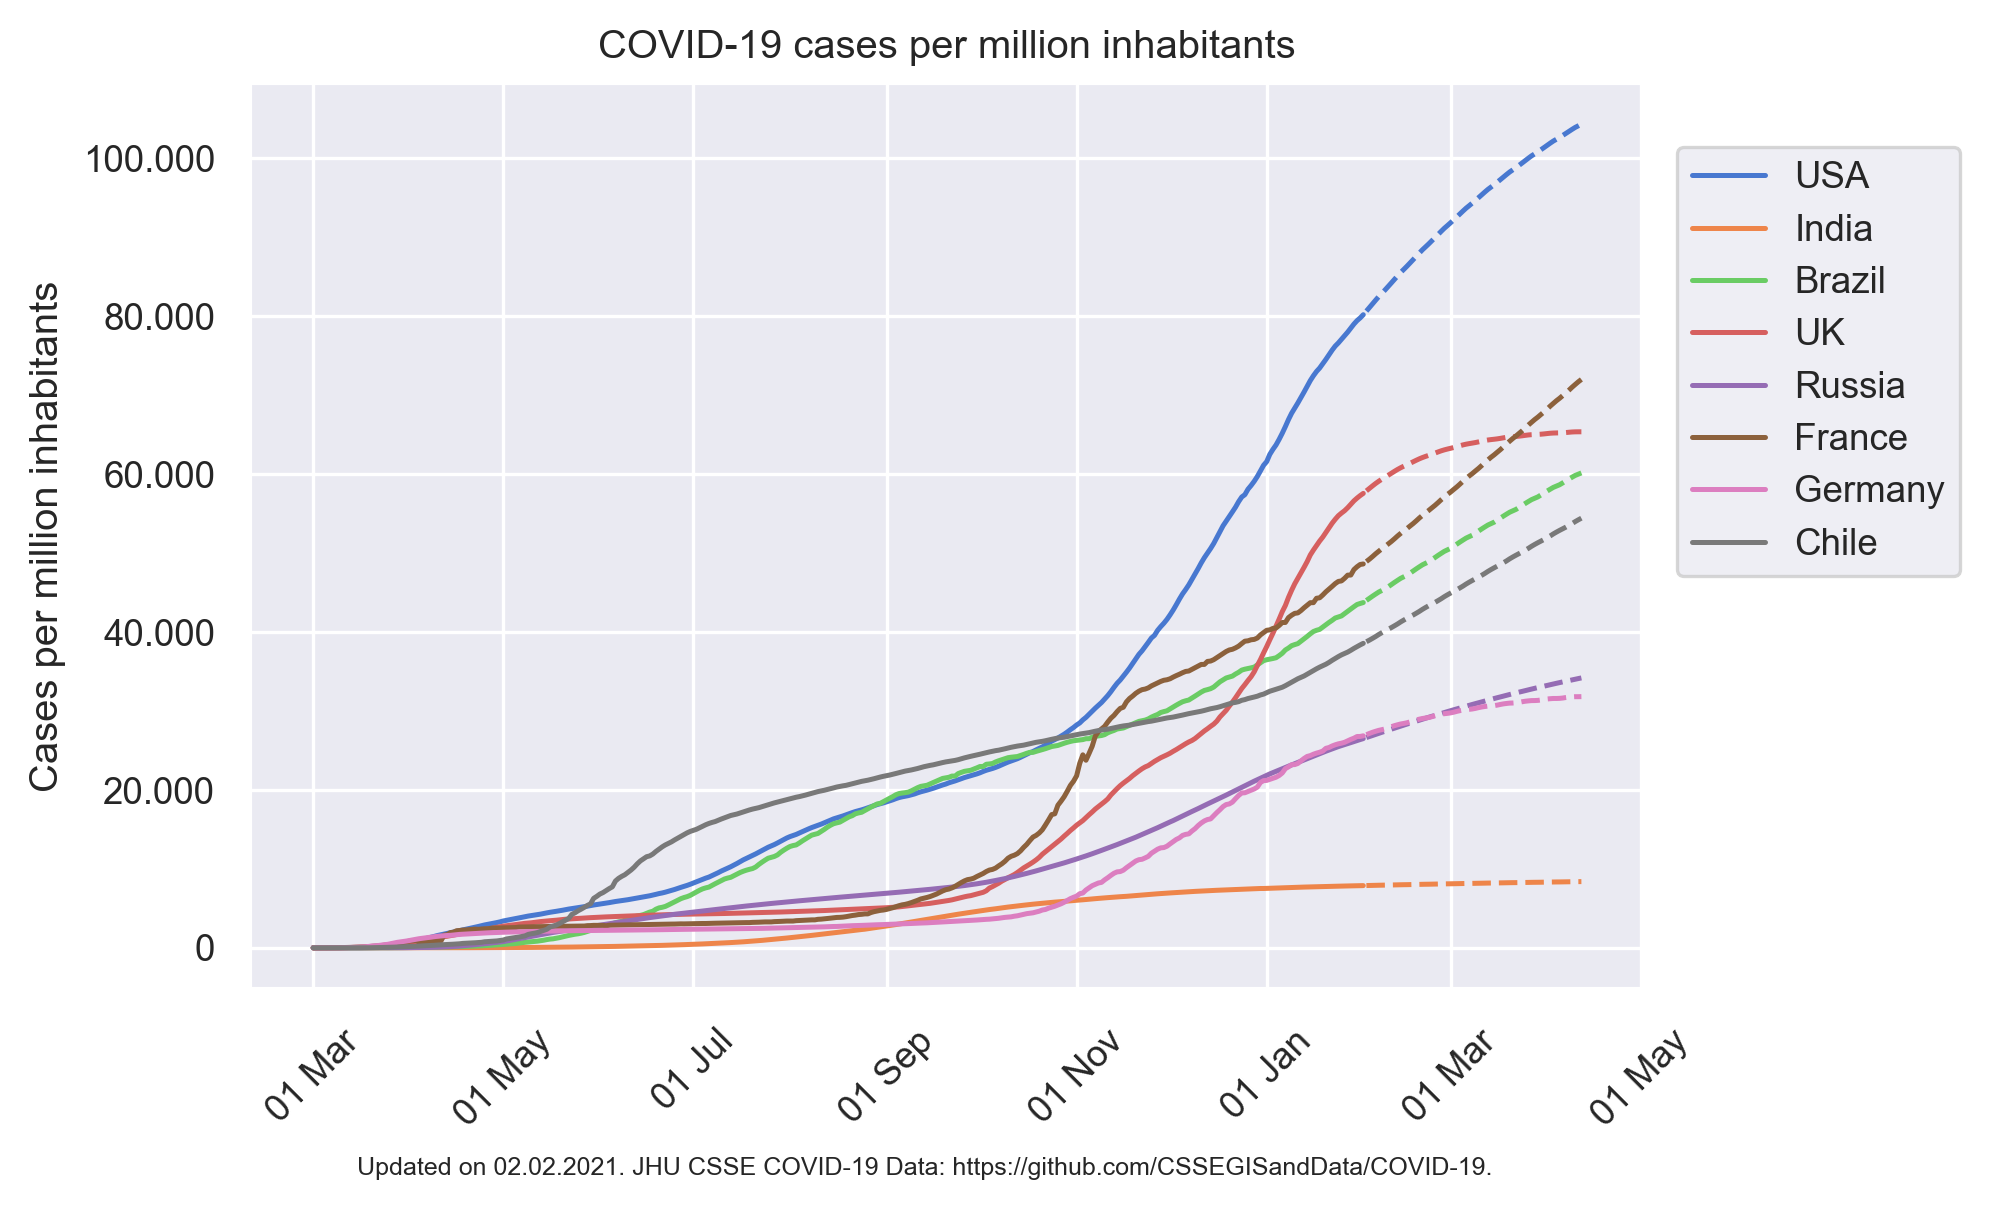 COVID-19 cases per million inhabitants
Cases per million inhabitants
100.000
80.000
60.000
40.000
20.000
0
01 Mar
01 May
01 Jul
01 Sep
01 Nov
01 Jan
01 Mar
01 May
USA
India
Brazil
UK
Russia
France
Germany
Chile
Updated on 02.02.2021. JHU CSSE COVID-19 Data: https://github.com/CSSEGISandData/COVID-19.